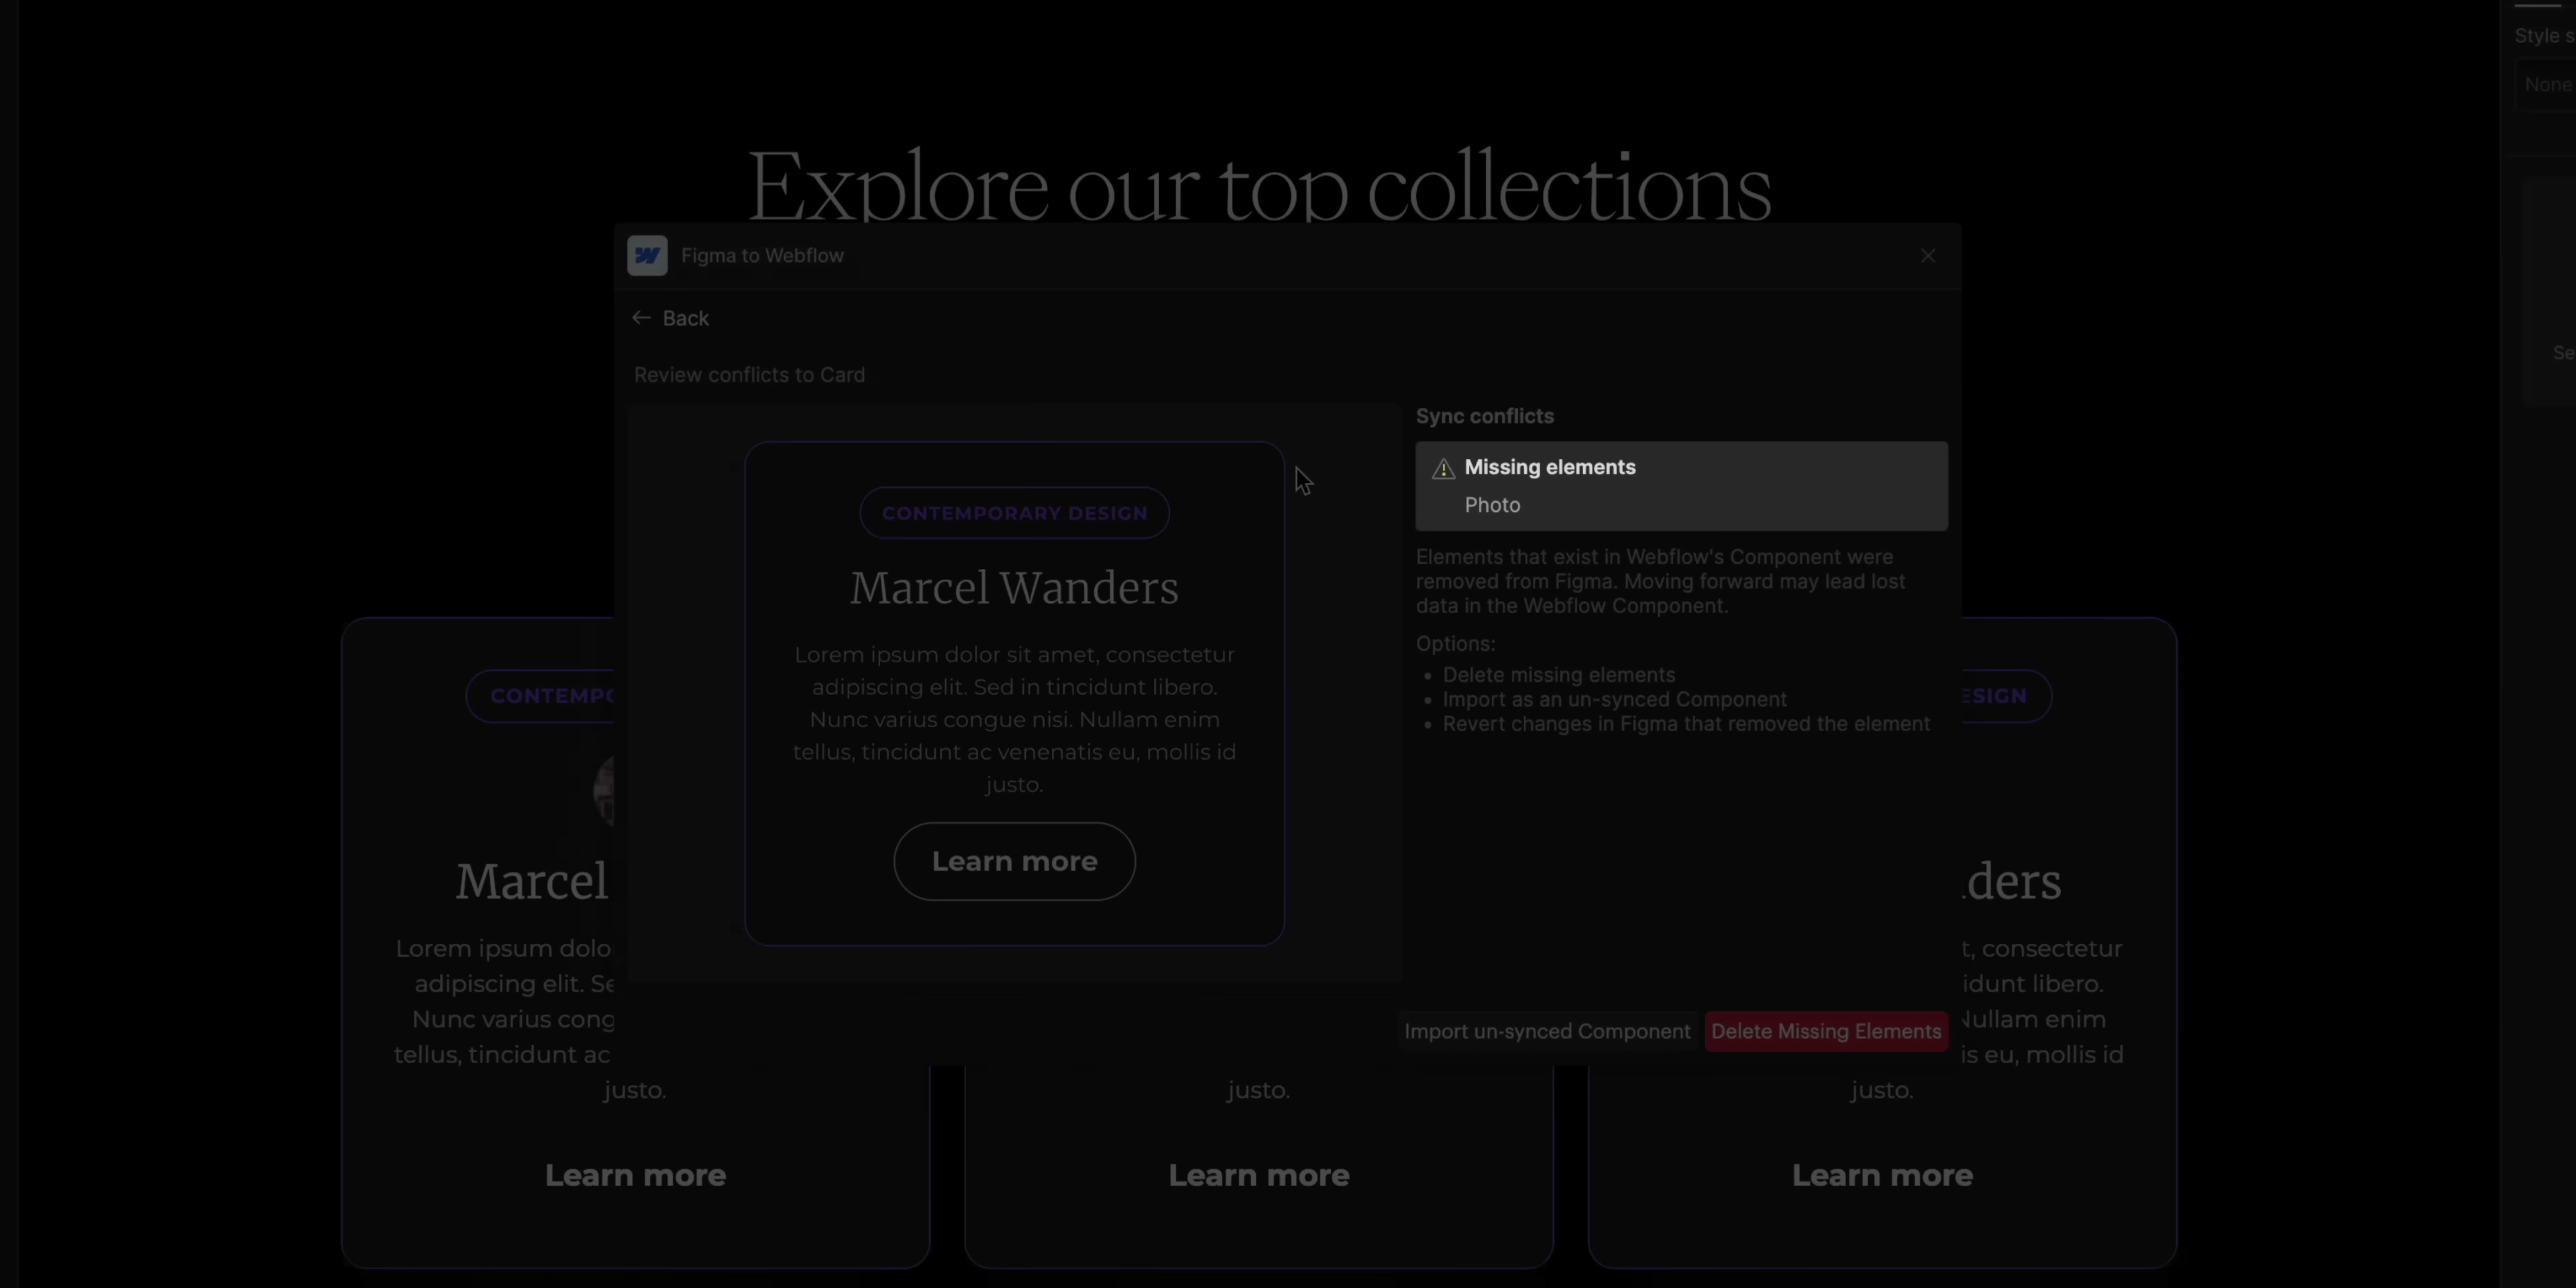 Style s
None
Explore our top collections
Figma to Webflow
Back
Review conflicts to Card
Se
Sync conflicts
Missing elements
Photo
CONTEMPORARY DESIGN
Marcel Wanders
Lorem ipsum dolor sit amet, consectetur
adipiscing elit. Sed in tincidunt libero.
Nunc varius congue nisi. Nullam enim
tellus, tincidunt ac venenatis eu, mollis id
justo.
Learn more
Elements that exist in Webflow's Component were
removed from Figma. Moving forward may lead lost
data in the Webflow Component.
Options:
• Delete missing elements
• Import as an un-synced Component
• Revert changes in Figma that removed the element
Import un-synced Component
Delete Missing Elements
CONTEMPO
Marcel
Lorem ipsum dolo
adipiscing elit. Se
Nunc varius cong
tellus, tincidunt ac
justo.
Learn more
justo.
Learn more
ESIGN
ders
t, consectetur
idunt libero.
Nullam enim
is eu, mollis id
justo.
Learn more